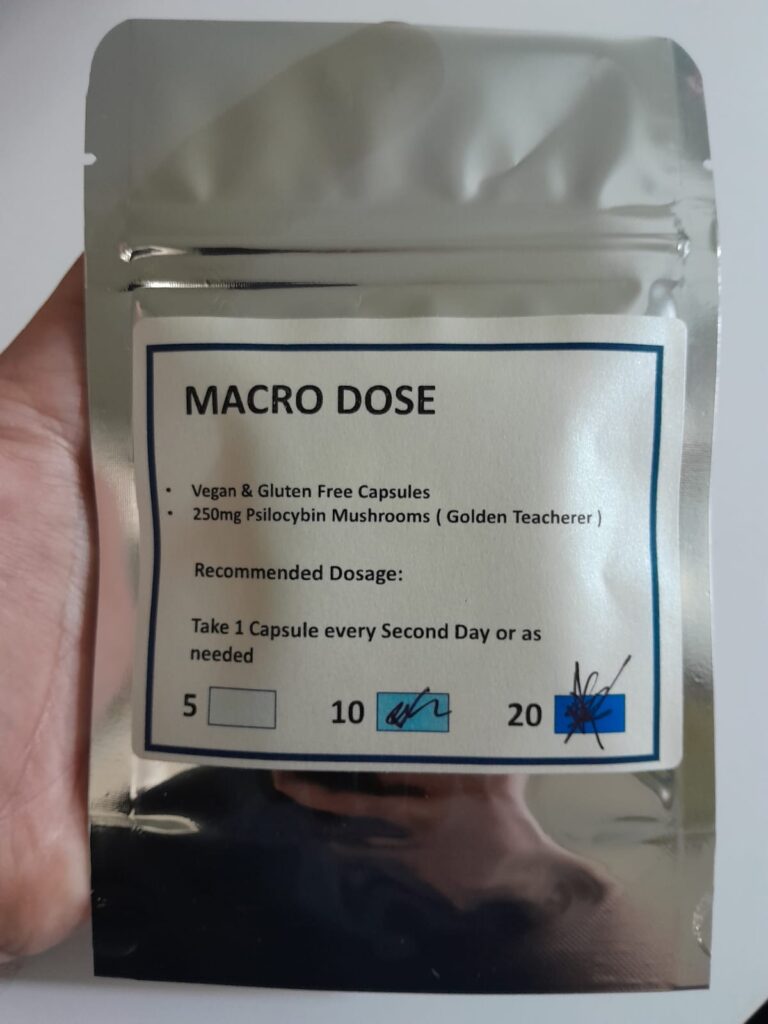 MACRO DOSE
• Vegan & Gluten Free Capsules
• 250mg Psilocybin Mushrooms ( Golden Teacherer )
Recommended Dosage:
Take 1 Capsule every Second Day or as
needed
5 10 20